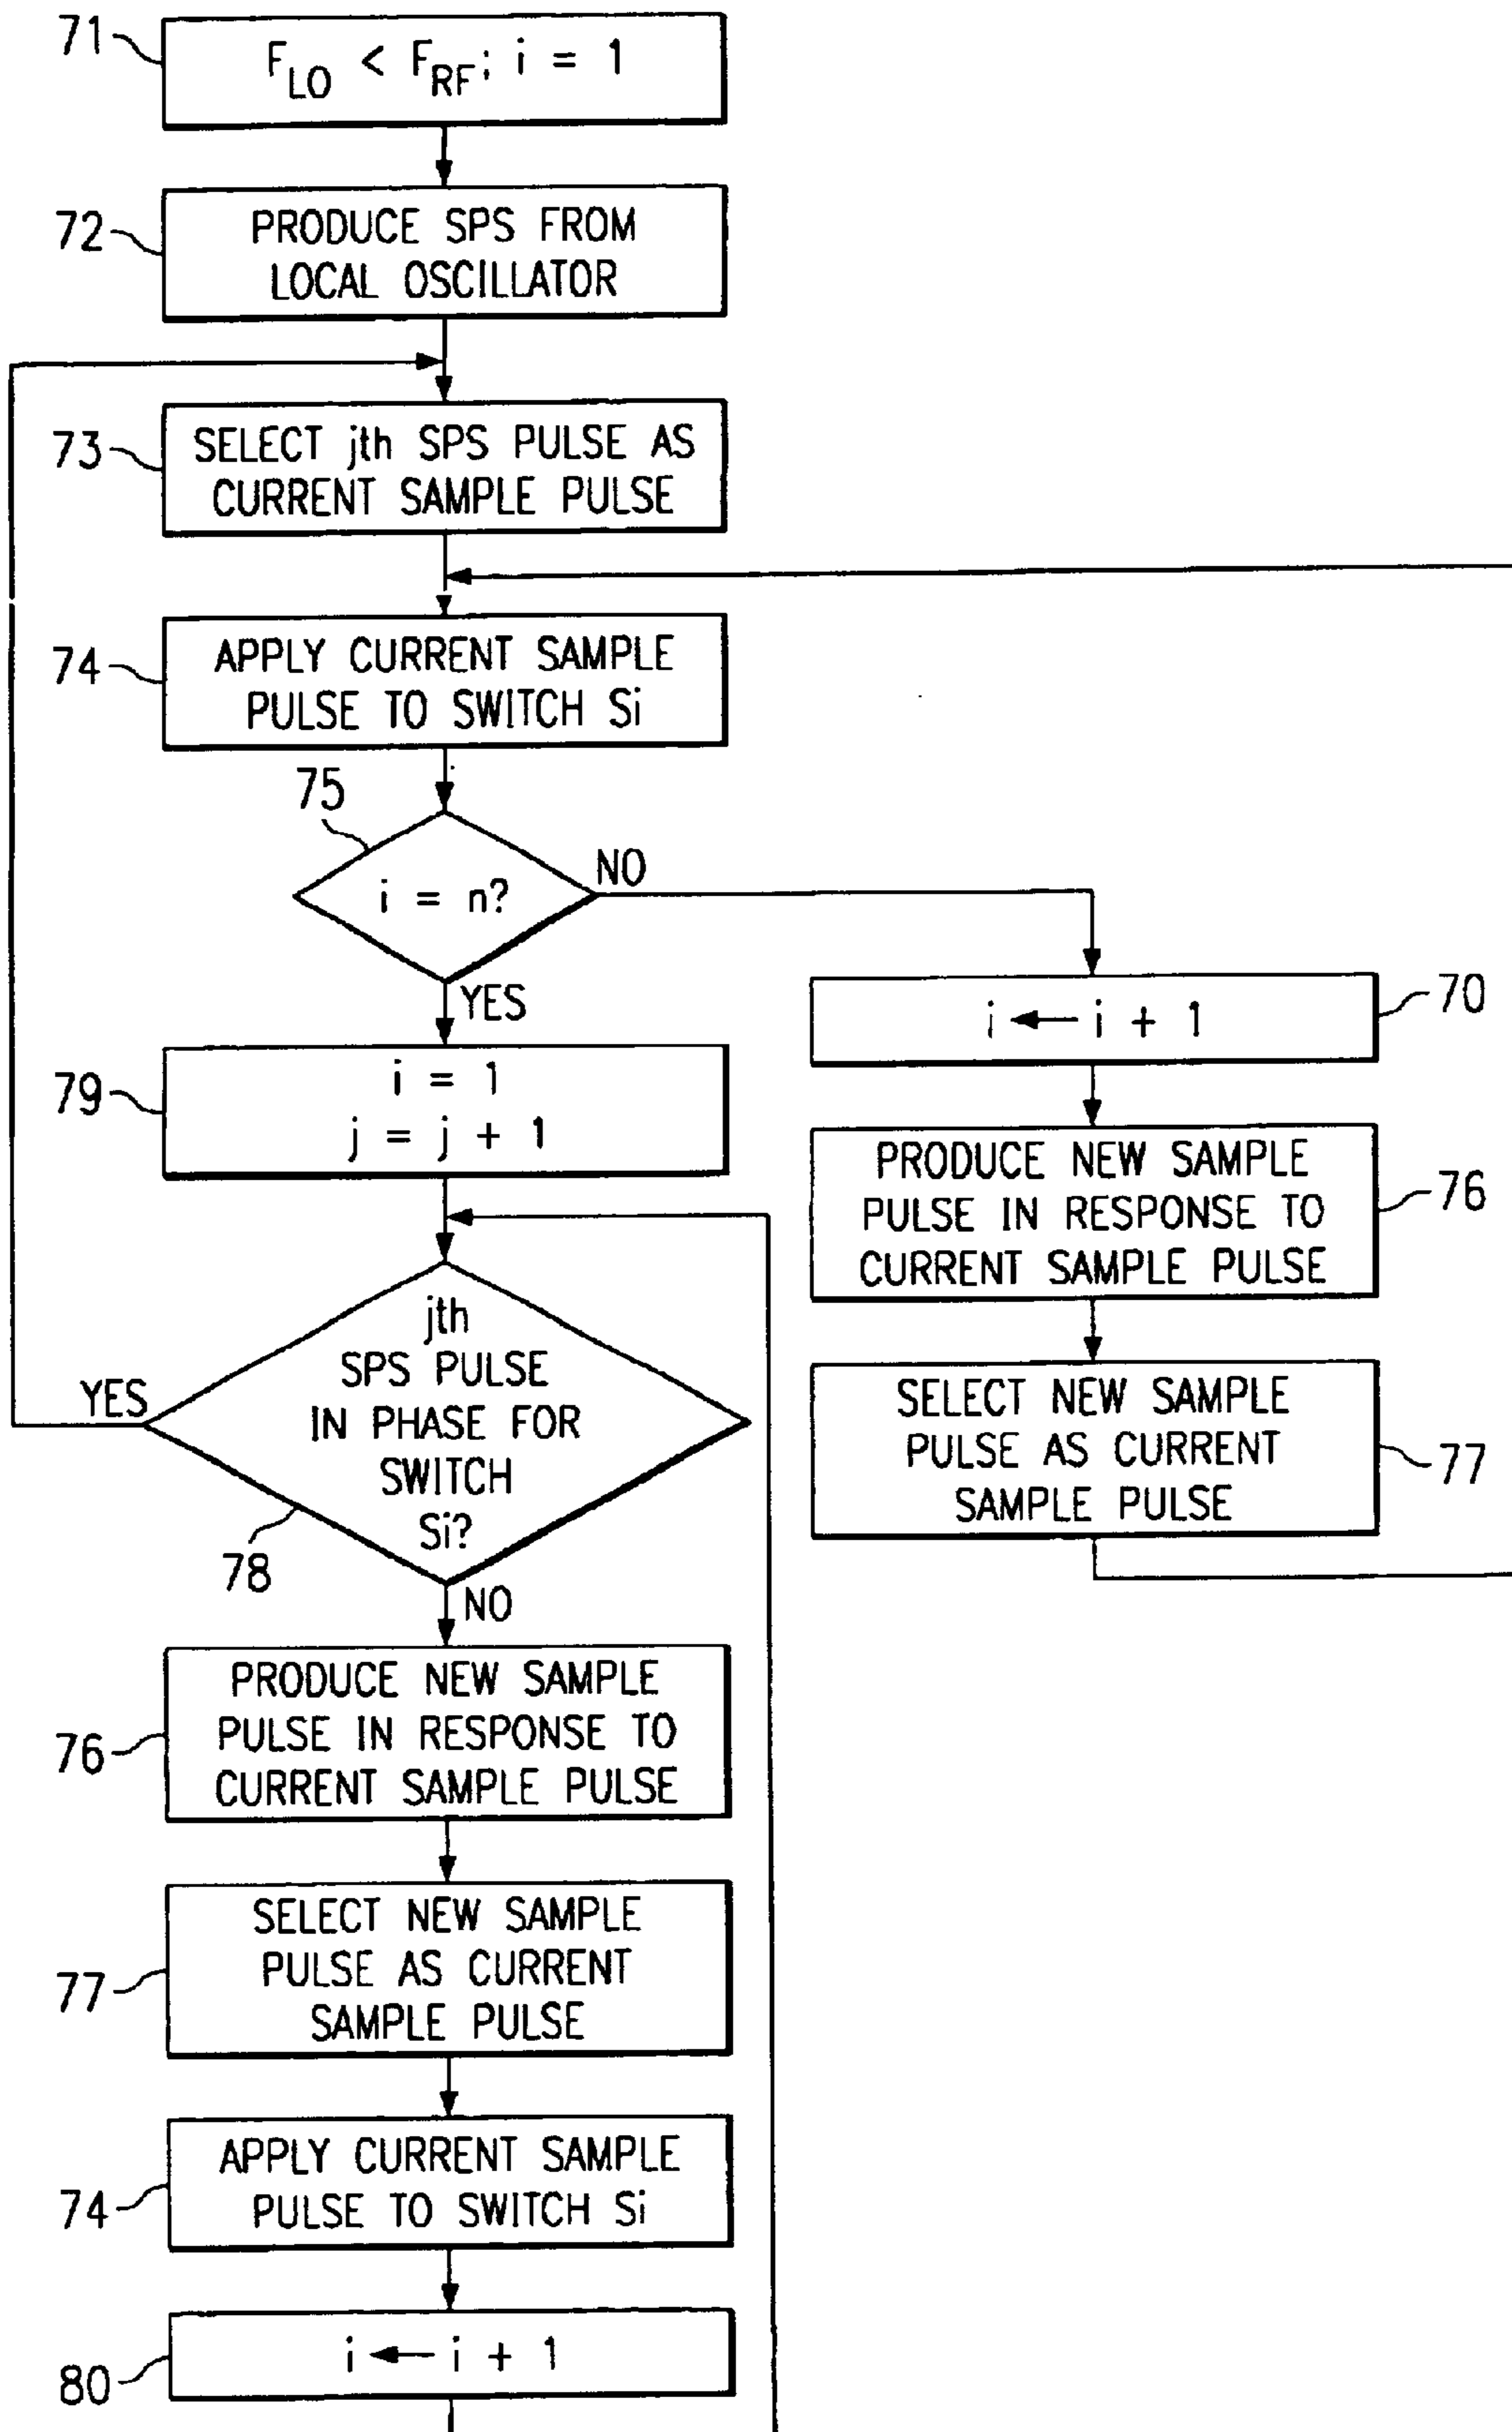 71
F_LO < F_RF; i = 1
72
PRODUCE SPS FROM
LOCAL OSCILLATOR
73
SELECT jth SPS PULSE AS
CURRENT SAMPLE PULSE
74
APPLY CURRENT SAMPLE
PULSE TO SWITCH Si
75
i = n?
NO
YES
70
i ← i + 1
79
i = 1
j = j + 1
76
PRODUCE NEW SAMPLE
PULSE IN RESPONSE TO
CURRENT SAMPLE PULSE
77
SELECT NEW SAMPLE
PULSE AS CURRENT
SAMPLE PULSE
YES
jth
SPS PULSE
IN PHASE FOR
SWITCH
Si?
78
NO
76
PRODUCE NEW SAMPLE
PULSE IN RESPONSE TO
CURRENT SAMPLE PULSE
77
SELECT NEW SAMPLE
PULSE AS CURRENT
SAMPLE PULSE
74
APPLY CURRENT SAMPLE
PULSE TO SWITCH Si
80
i ← i + 1